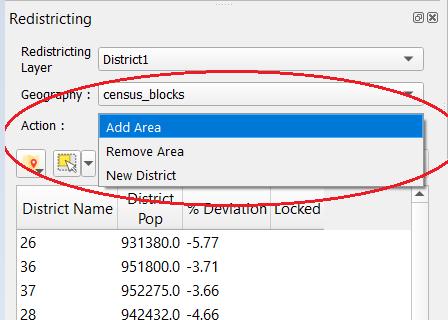 Redistricting
Redistricting
Layer
District1
Geography :
census_blocks
Action :
Add Area
Remove Area
New District
District Name
District
Pop
% Deviation
Locked
26 931380.0 -5.77
36 951800.0 -3.71
37 952275.0 -3.66
28 942432.0 -4.66